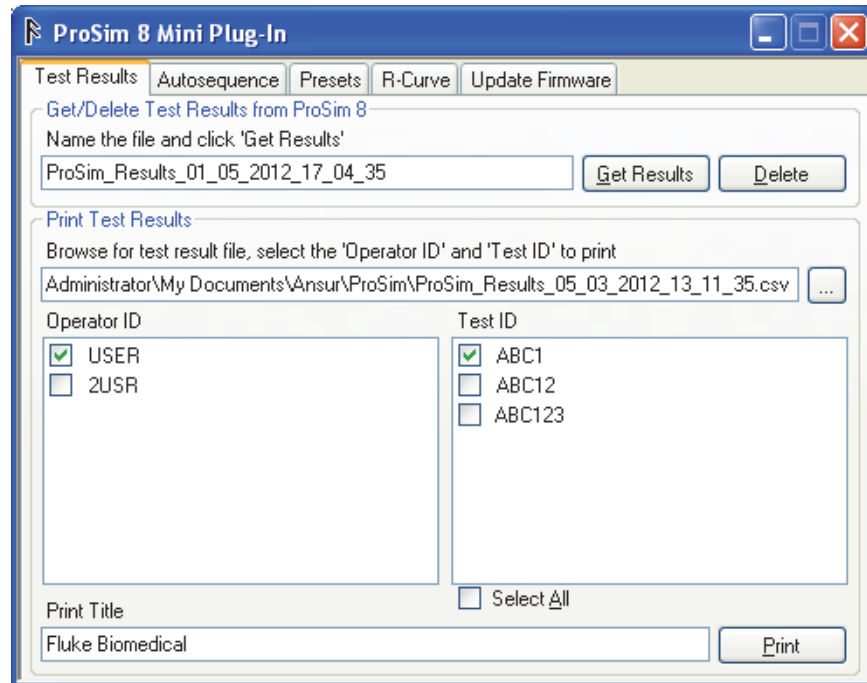 ProSim 8 Mini Plug-In
Test Results Autosequence Presets R-Curve Update Firmware
Get/Delete Test Results from ProSim 8
Name the file and click 'Get Results'
ProSim_Results_01_05_2012_17_04_35 Get Results Delete
Print Test Results
Browse for test result file, select the 'Operator ID' and 'Test ID' to print
Administrator\My Documents\Ansur\ProSim\ProSim_Results_05_03_2012_13_11_35.csv ...
Operator ID Test ID
USER ABC1
2USR ABC12
ABC123
Select All
Print Title
Fluke Biomedical Print